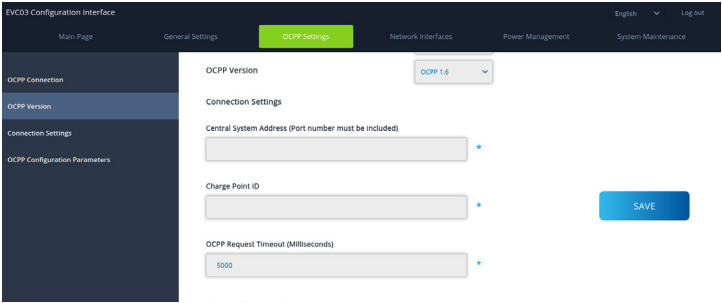 EVC03 Configuration Interface
English
Log out
Main Page
General Settings
OCPP Settings
Network Interfaces
Power Management
System Maintenance
OCPP Connection
OCPP Version
Connection Settings
OCPP Configuration Parameters
OCPP Version
OCPP 1.6
Connection Settings
Central System Address (Port number must be included)
*
Charge Point ID
*
SAVE
OCPP Request Timeout (Milliseconds)
5000
*